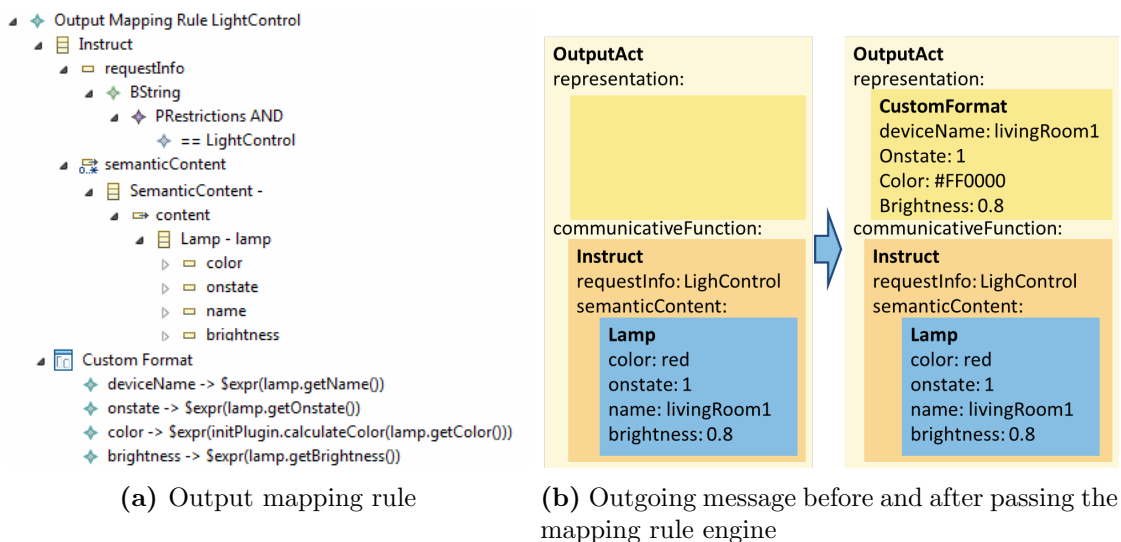 Output Mapping Rule LightControl
Instruct
requestInfo
BString
PRestrictions AND
== LightControl
0..*
semanticContent
SemanticContent -
content
Lamp - lamp
color
onstate
name
brightness
Custom Format
deviceName -> $expr(lamp.getName())
onstate -> $expr(lamp.getOnstate())
color -> $expr(initPlugin.calculateColor(lamp.getColor()))
brightness -> $expr(lamp.getBrightness())
(a) Output mapping rule
OutputAct
representation:
communicativeFunction:
Instruct
requestInfo: LighControl
semanticContent:
Lamp
color: red
onstate: 1
name: livingRoom1
brightness: 0.8
OutputAct
representation:
CustomFormat
deviceName: livingRoom1
Onstate: 1
Color: #FF0000
Brightness: 0.8
communicativeFunction:
Instruct
requestInfo: LighControl
semanticContent:
Lamp
color: red
onstate: 1
name: livingRoom1
brightness: 0.8
(b) Outgoing message before and after passing the
mapping rule engine